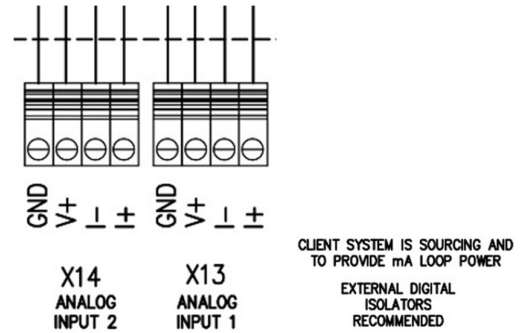 GND V+ I- I+ GND V+ I- I+
X14 X13
ANALOG INPUT 2
ANALOG INPUT 1
CLIENT SYSTEM IS SOURCING AND
TO PROVIDE mA LOOP POWER
EXTERNAL DIGITAL
ISOLATORS
RECOMMENDED